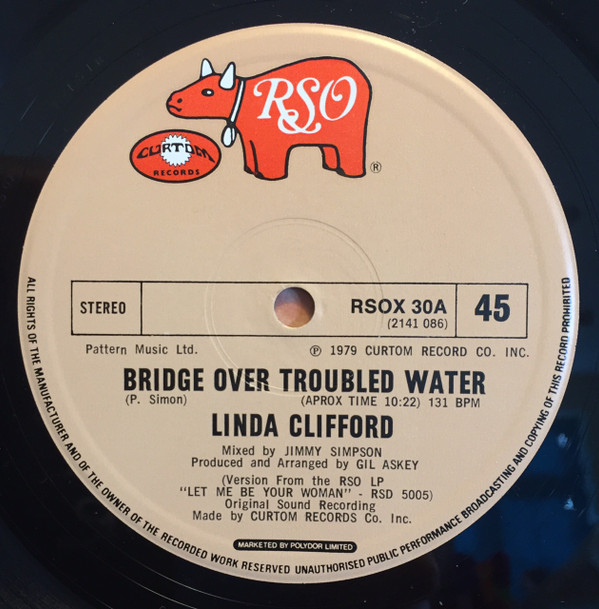 RSO
®
CURTOM
RECORDS
STEREO
RSOX 30A
(2141 086)
45
Pattern Music Ltd.
℗ 1979 CURTOM RECORD CO. INC.
BRIDGE OVER TROUBLED WATER
(P. Simon)
(APROX TIME 10:22) 131 BPM
LINDA CLIFFORD
Mixed by JIMMY SIMPSON
Produced and Arranged by GIL ASKEY
(Version From the RSO LP
"LET ME BE YOUR WOMAN" - RSD 5005)
Original Sound Recording
Made by CURTOM RECORDS Co. Inc.
MARKETED BY POLYDOR LIMITED
ALL RIGHTS OF THE MANUFACTURER AND OF THE OWNER OF THE RECORDED WORK RESERVED UNAUTHORISED PUBLIC PERFORMANCE BROADCASTING AND COPYING OF THIS RECORD PROHIBITED